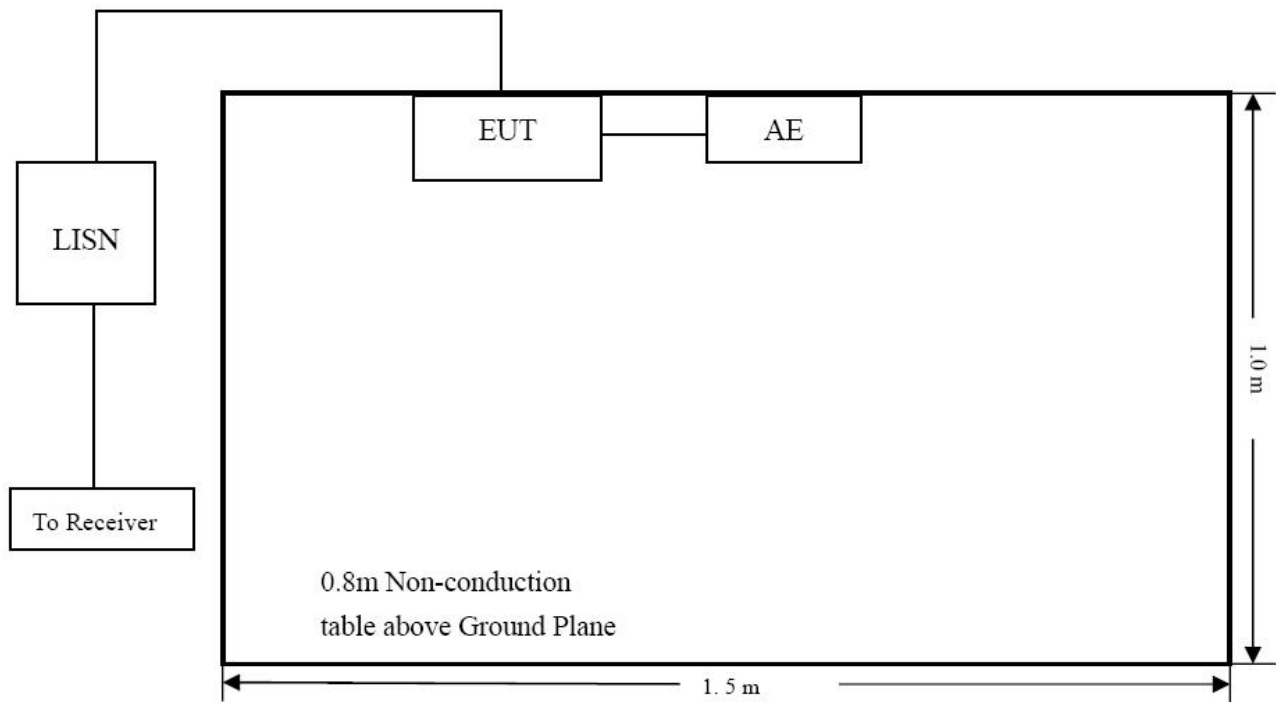 EUT
AE
LISN
1.0 m
To Receiver
0.8m Non-conduction
table above Ground Plane
1. 5 m